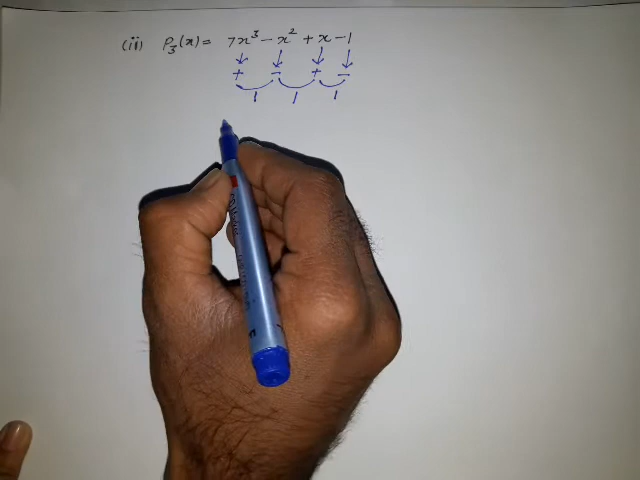 (ii) P₃(x) = 7x³ - x² + x - 1
↓ ↓ ↓ ↓
+ - + -
1 1 1